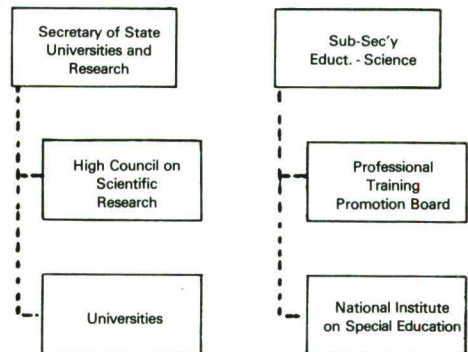 Secretary of State
Universities and
Research
High Council on
Scientific
Research
Universities
Sub-Sec'y
Educt. - Science
Professional
Training
Promotion Board
National Institute
on Special Education